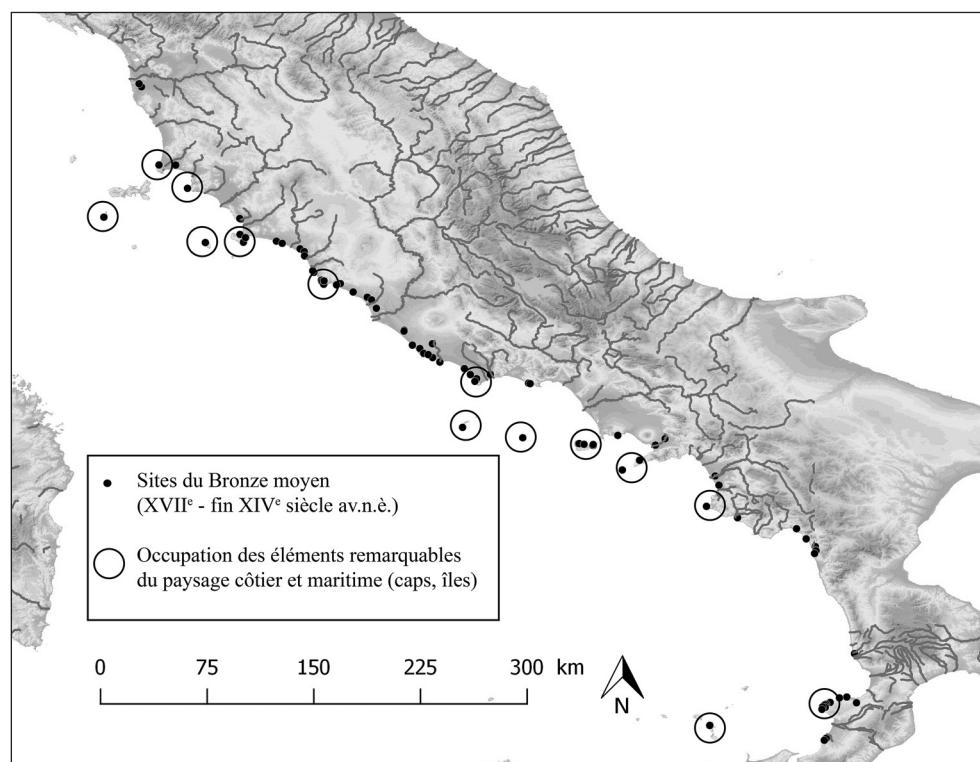 Sites du Bronze moyen
(XVIIᵉ - fin XIVᵉ siècle av.n.è.)
Occupation des éléments remarquables
du paysage côtier et maritime (caps, îles)
0 75 150 225 300 km
N